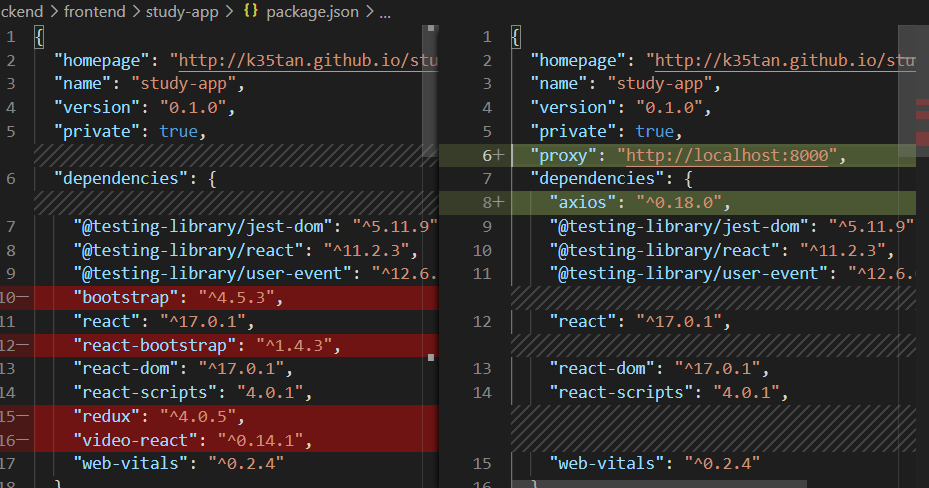 ckend > frontend > study-app > {} package.json > ...
1 {
2 "homepage": "http://k35tan.github.io/stu
3 "name": "study-app",
4 "version": "0.1.0",
5 "private": true,
6 "dependencies": {
7 "@testing-library/jest-dom": "^5.11.9"
8 "@testing-library/react": "^11.2.3",
9 "@testing-library/user-event": "^12.6.
10— "bootstrap": "^4.5.3",
11 "react": "^17.0.1",
12— "react-bootstrap": "^1.4.3",
13 "react-dom": "^17.0.1",
14 "react-scripts": "4.0.1",
15— "redux": "^4.0.5",
16— "video-react": "^0.14.1",
17 "web-vitals": "^0.2.4"
18 }
1 {
2 "homepage": "http://k35tan.github.io/stu
3 "name": "study-app",
4 "version": "0.1.0",
5 "private": true,
6+ "proxy": "http://localhost:8000",
7 "dependencies": {
8+ "axios": "^0.18.0",
9 "@testing-library/jest-dom": "^5.11.9"
10 "@testing-library/react": "^11.2.3",
11 "@testing-library/user-event": "^12.6.
12 "react": "^17.0.1",
13 "react-dom": "^17.0.1",
14 "react-scripts": "4.0.1",
15 "web-vitals": "^0.2.4"
16 }